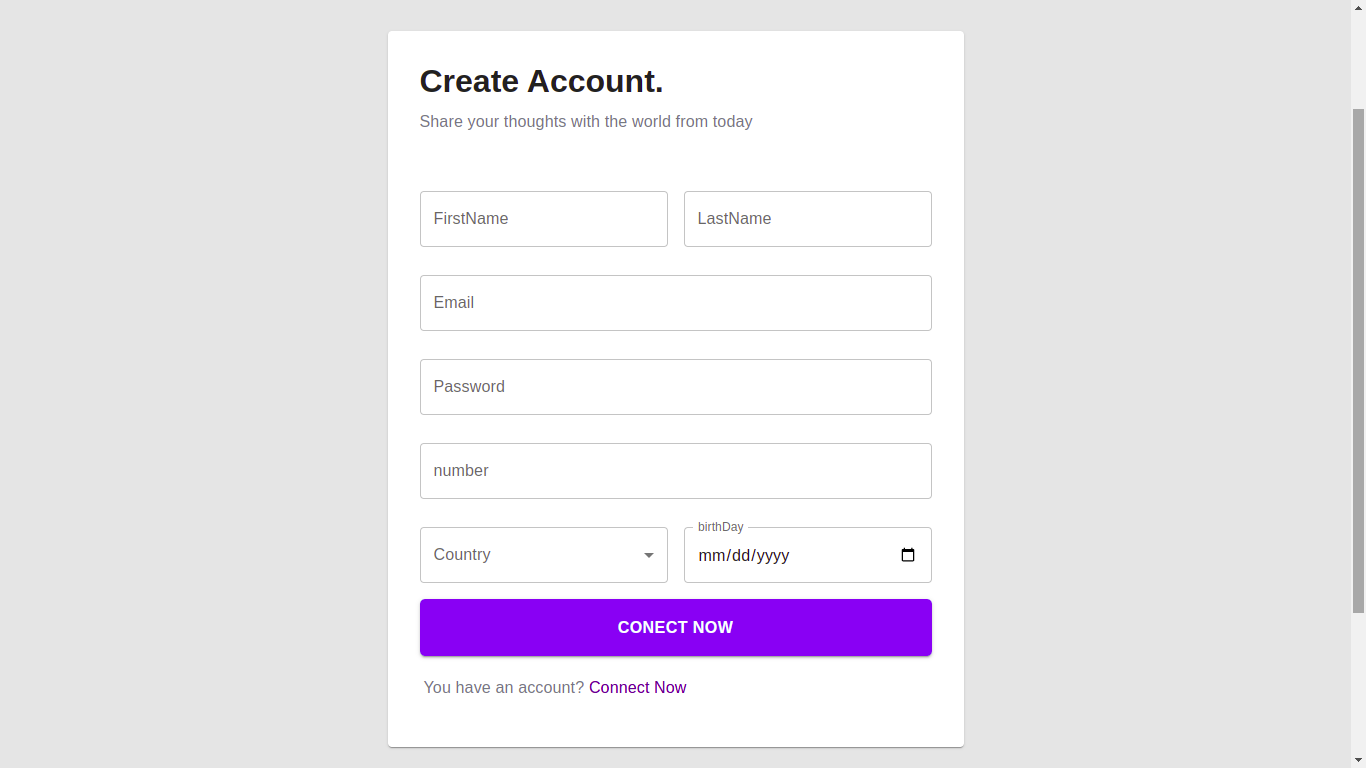 Create Account.
Share your thoughts with the world from today
FirstName
LastName
Email
Password
number
Country
birthDay
mm/dd/yyyy
CONECT NOW
You have an account? Connect Now